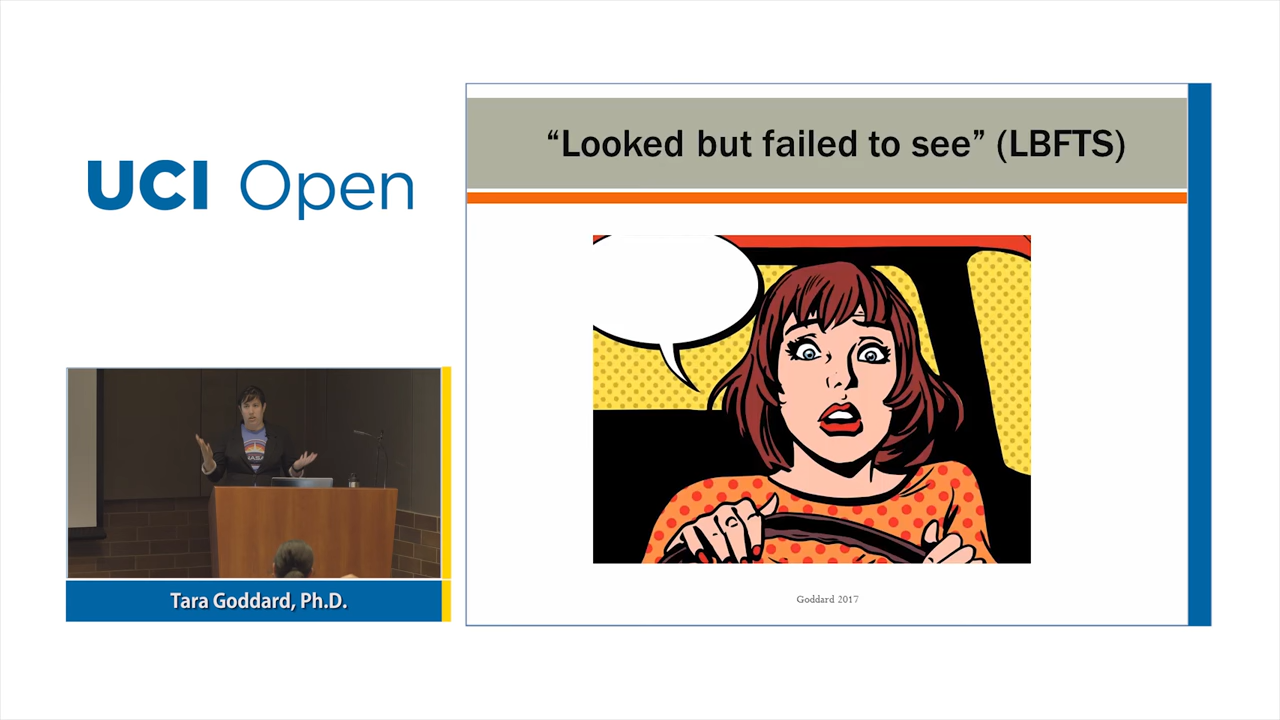 UCI Open
Tara Goddard, Ph.D.
“Looked but failed to see” (LBFTS)
Goddard 2017